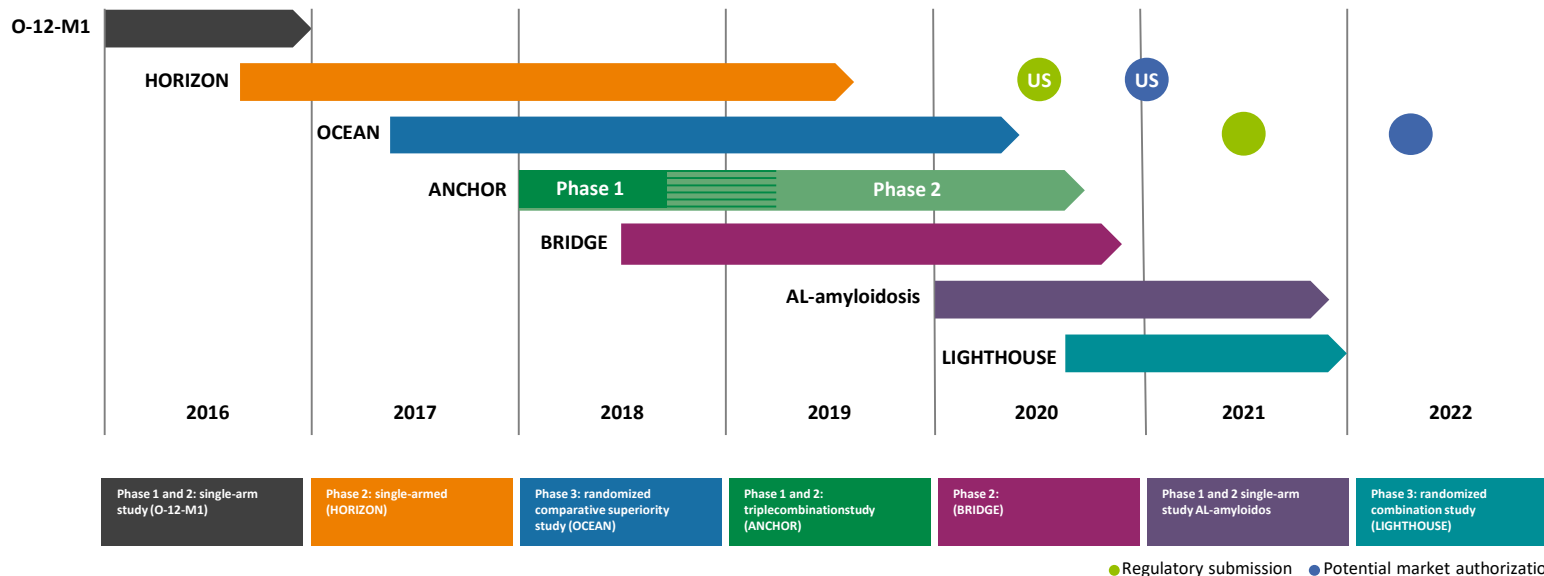 O-12-M1
HORIZON
US
US
OCEAN
ANCHOR
Phase 1
Phase 2
BRIDGE
AL-amyloidosis
LIGHTHOUSE
2016
2017
2018
2019
2020
2021
2022
Phase 1 and 2: single-arm
study (O-12-M1)
Phase 2: single-armed
(HORIZON)
Phase 3: randomized
comparative superiority
study (OCEAN)
Phase 1 and 2:
triplecombinationstudy
(ANCHOR)
Phase 2:
(BRIDGE)
Phase 1 and 2 single-arm
study AL-amyloidos
Phase 3: randomized
combination study
(LIGHTHOUSE)
Regulatory submission
Potential market authorizatio